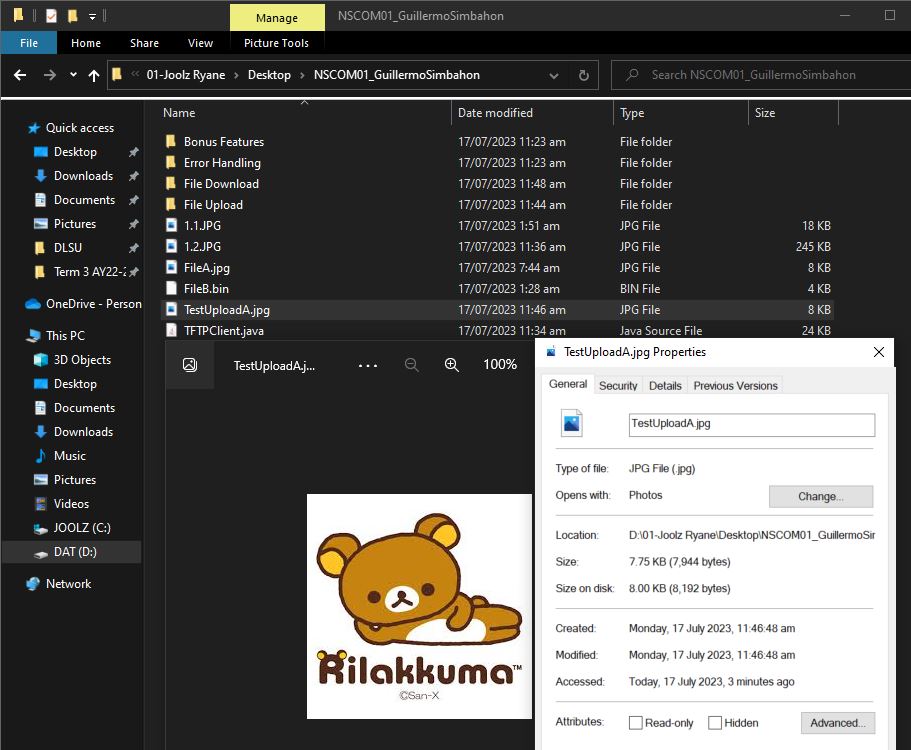 Manage
NSCOM01_GuillermoSimbahon
File
Home
Share
View
Picture Tools
01-Joolz Ryane
Desktop
NSCOM01_GuillermoSimbahon
Search NSCOM01_GuillermoSimbahon
Name
Date modified
Type
Size
Quick access
Desktop
Downloads
Documents
Pictures
DLSU
Term 3 AY22-2
OneDrive - Person
This PC
3D Objects
Desktop
Documents
Downloads
Music
Pictures
Videos
JOOLZ (C:)
DAT (D:)
Network
Bonus Features 17/07/2023 11:23 am File folder
Error Handling 17/07/2023 11:23 am File folder
File Download 17/07/2023 11:48 am File folder
File Upload 17/07/2023 11:44 am File folder
1.1.JPG 17/07/2023 1:51 am JPG File 18 KB
1.2.JPG 17/07/2023 11:36 am JPG File 245 KB
FileA.jpg 17/07/2023 7:44 am JPG File 8 KB
FileB.bin 17/07/2023 1:28 am BIN File 4 KB
TestUploadA.jpg 17/07/2023 11:46 am JPG File 8 KB
TFTPClient.java 17/07/2023 11:34 am Java Source File 24 KB
TestUploadA.j...
100%
Rilakkuma™
©San-X
TestUploadA.jpg Properties
General
Security
Details
Previous Versions
TestUploadA.jpg
Type of file: JPG File (.jpg)
Opens with: Photos
Change...
Location: D:\01-Joolz Ryane\Desktop\NSCOM01_GuillermoSir
Size: 7.75 KB (7,944 bytes)
Size on disk: 8.00 KB (8,192 bytes)
Created: Monday, 17 July 2023, 11:46:48 am
Modified: Monday, 17 July 2023, 11:46:48 am
Accessed: Today, 17 July 2023, 3 minutes ago
Attributes: Read-only Hidden
Advanced...